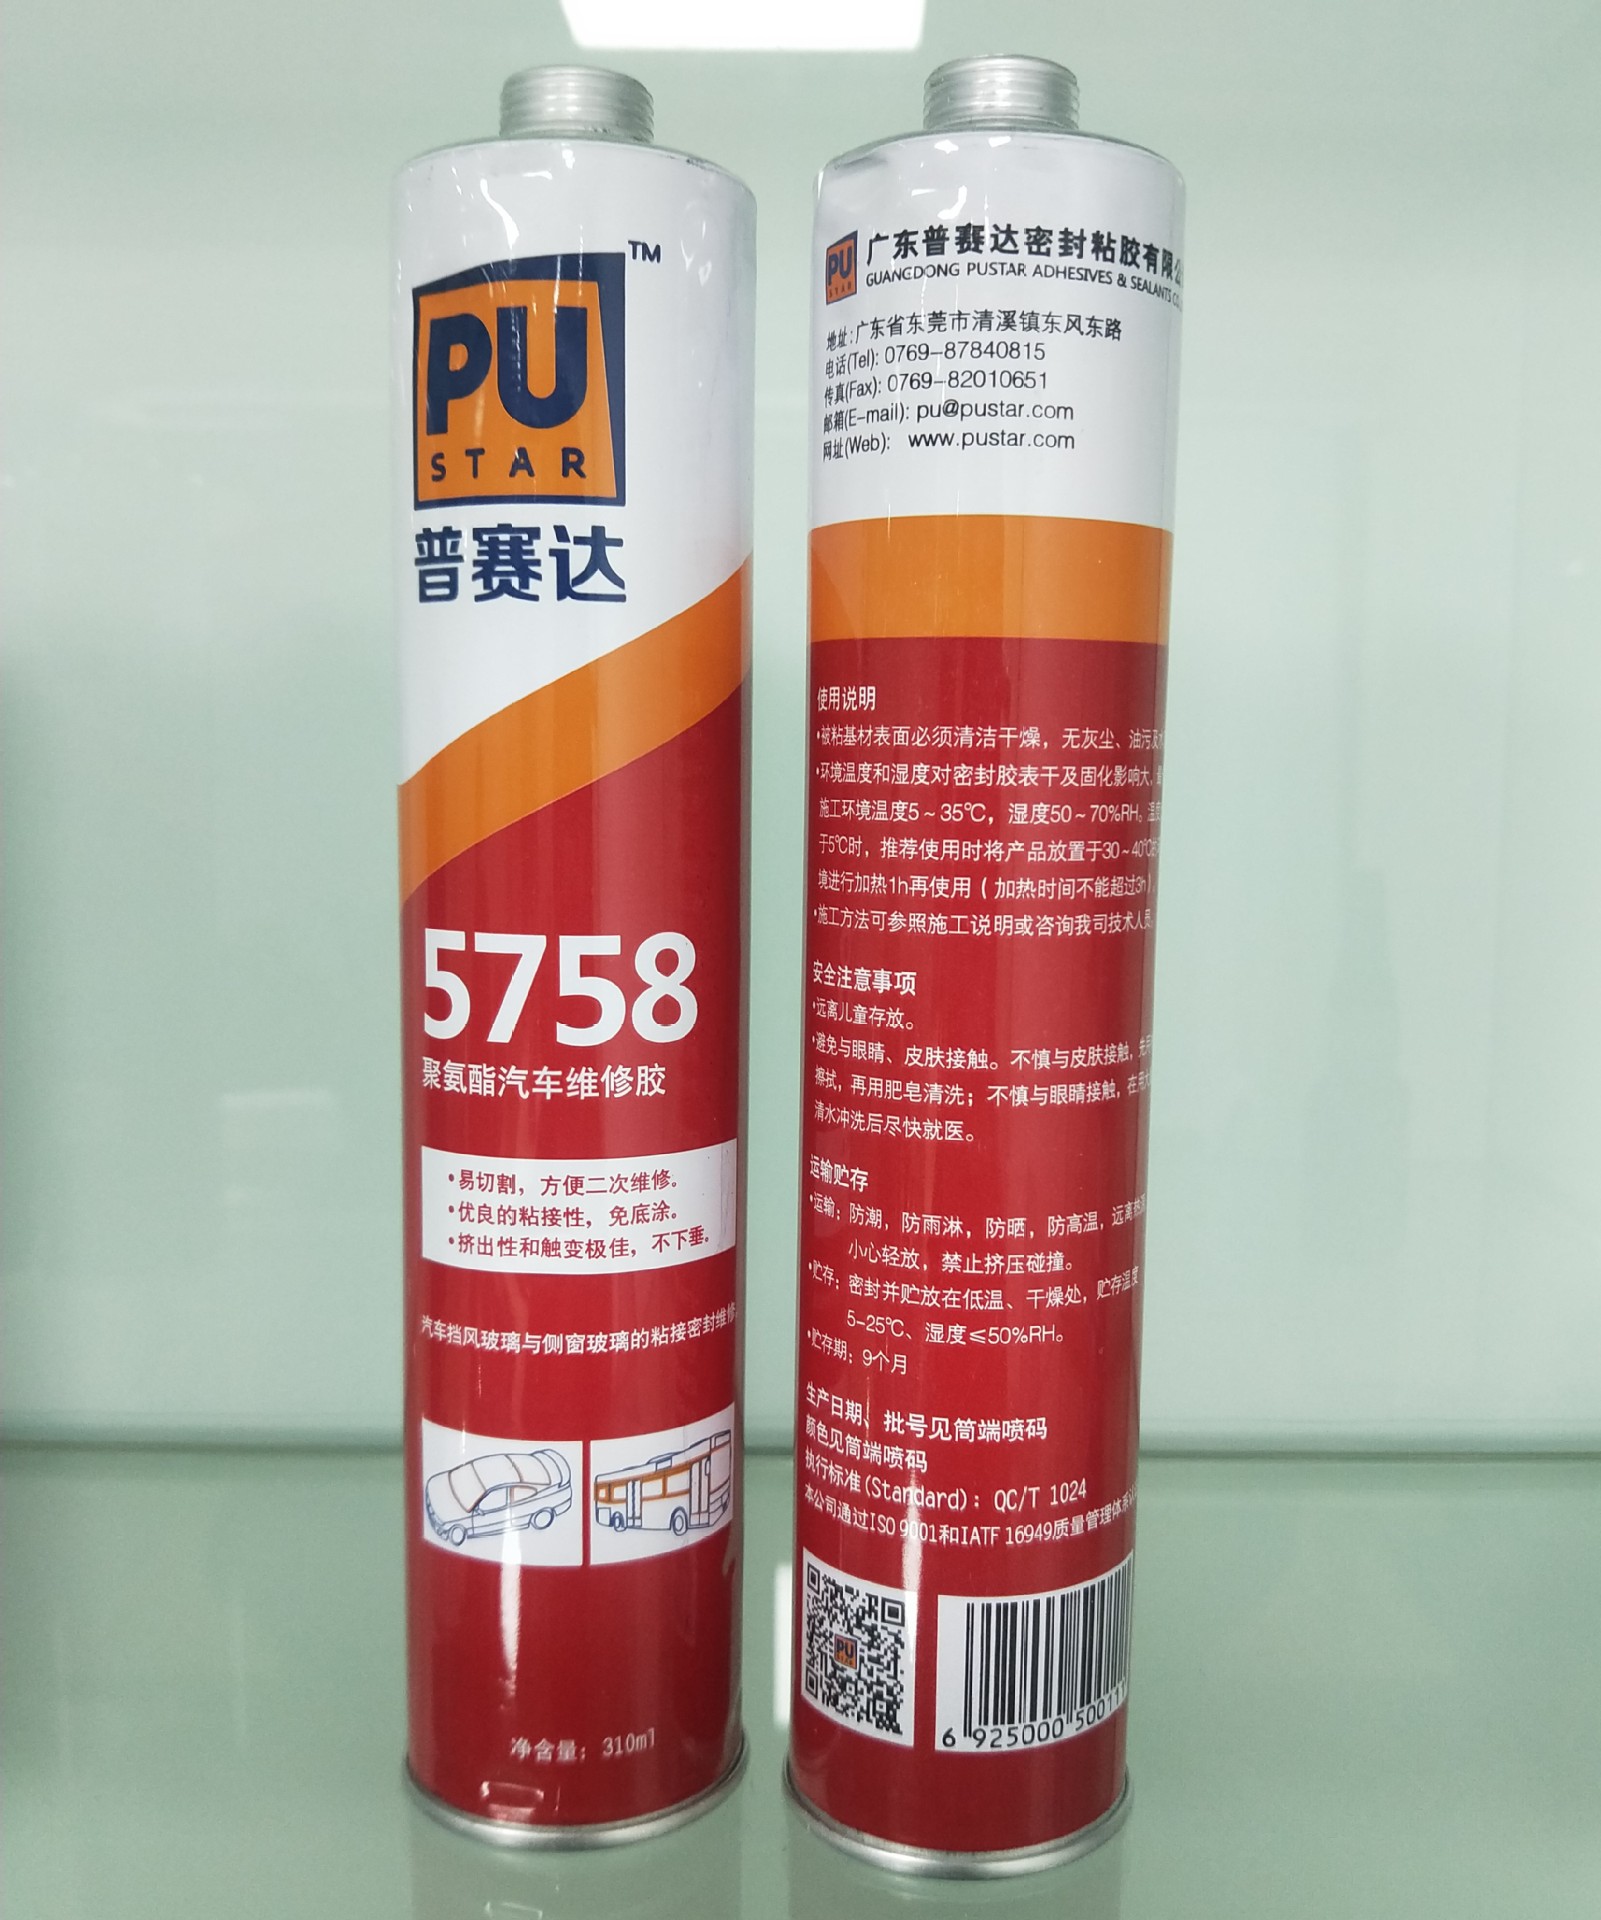 PU
STAR
TM
普赛达
5758
聚氨酯汽车维修胶
•易切割，方便二次维修。
•优良的粘接性，免底涂。
•挤出性和触变极佳，不下垂。
汽车挡风玻璃与侧窗玻璃的粘接密封维修
净含量：310ml
PU
STAR
广东普赛达密封粘胶有限公
GUANGDONG PUSTAR ADHESIVES & SEALANTS CO
地址:广东省东莞市清溪镇东风东路
电话(Tel): 0769-87840815
传真(Fax): 0769-82010651
邮箱(E-mail): pu@pustar.com
网址(Web): www.pustar.com
使用说明
•被粘基材表面必须清洁干燥，无灰尘、油污及
•环境温度和湿度对密封胶表干及固化影响大，
施工环境温度5~35℃，湿度50~70%RH。温度
于5℃时，推荐使用时将产品放置于30~40℃
境进行加热1h再使用（加热时间不能超过3h）。
•施工方法可参照施工说明或咨询我司技术人员
安全注意事项
•远离儿童存放。
•避免与眼睛、皮肤接触。不慎与皮肤接触，先
擦拭，再用肥皂清洗；不慎与眼睛接触，在用
清水冲洗后尽快就医。
运输贮存
•运输：防潮，防雨淋，防晒，防高温，远离热
小心轻放，禁止挤压碰撞。
•贮存：密封并贮放在低温、干燥处，贮存温度
5-25℃、湿度≤50%RH。
•贮存期：9个月
生产日期、批号见筒端喷码
颜色见筒端喷码
执行标准(Standard)：QC/T 1024
本公司通过ISO 9001和IATF 16949质量管理体系
PU
6 925000 50011